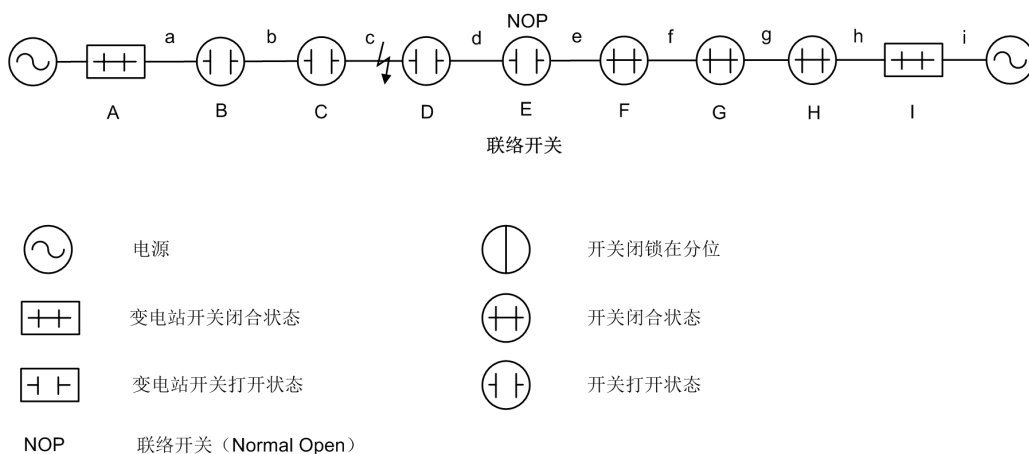 NOP
a b c d e f g h i
A B C D E F G H I
联络开关
电源 开关闭锁在分位
变电站开关闭合状态 开关闭合状态
变电站开关打开状态 开关打开状态
NOP 联络开关（Normal Open）